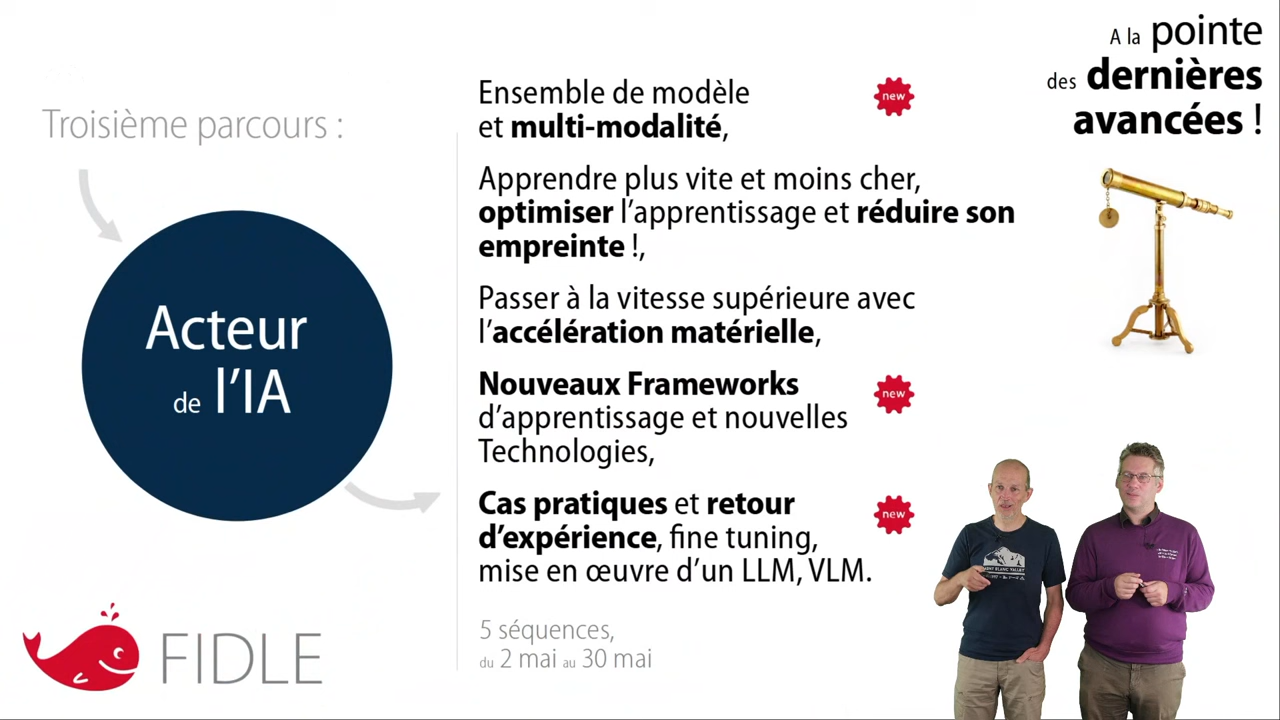 A la pointe
des dernières
avancées !
Troisième parcours :
Acteur
de l'IA
Ensemble de modèle
et multi-modalité,
new
Apprendre plus vite et moins cher,
optimiser l'apprentissage et réduire son
empreinte !,
Passer à la vitesse supérieure avec
l'accélération matérielle,
Nouveaux Frameworks
d'apprentissage et nouvelles
Technologies,
new
Cas pratiques et retour
d'expérience, fine tuning,
mise en œuvre d'un LLM, VLM.
new
5 séquences,
du 2 mai au 30 mai
FIDLE